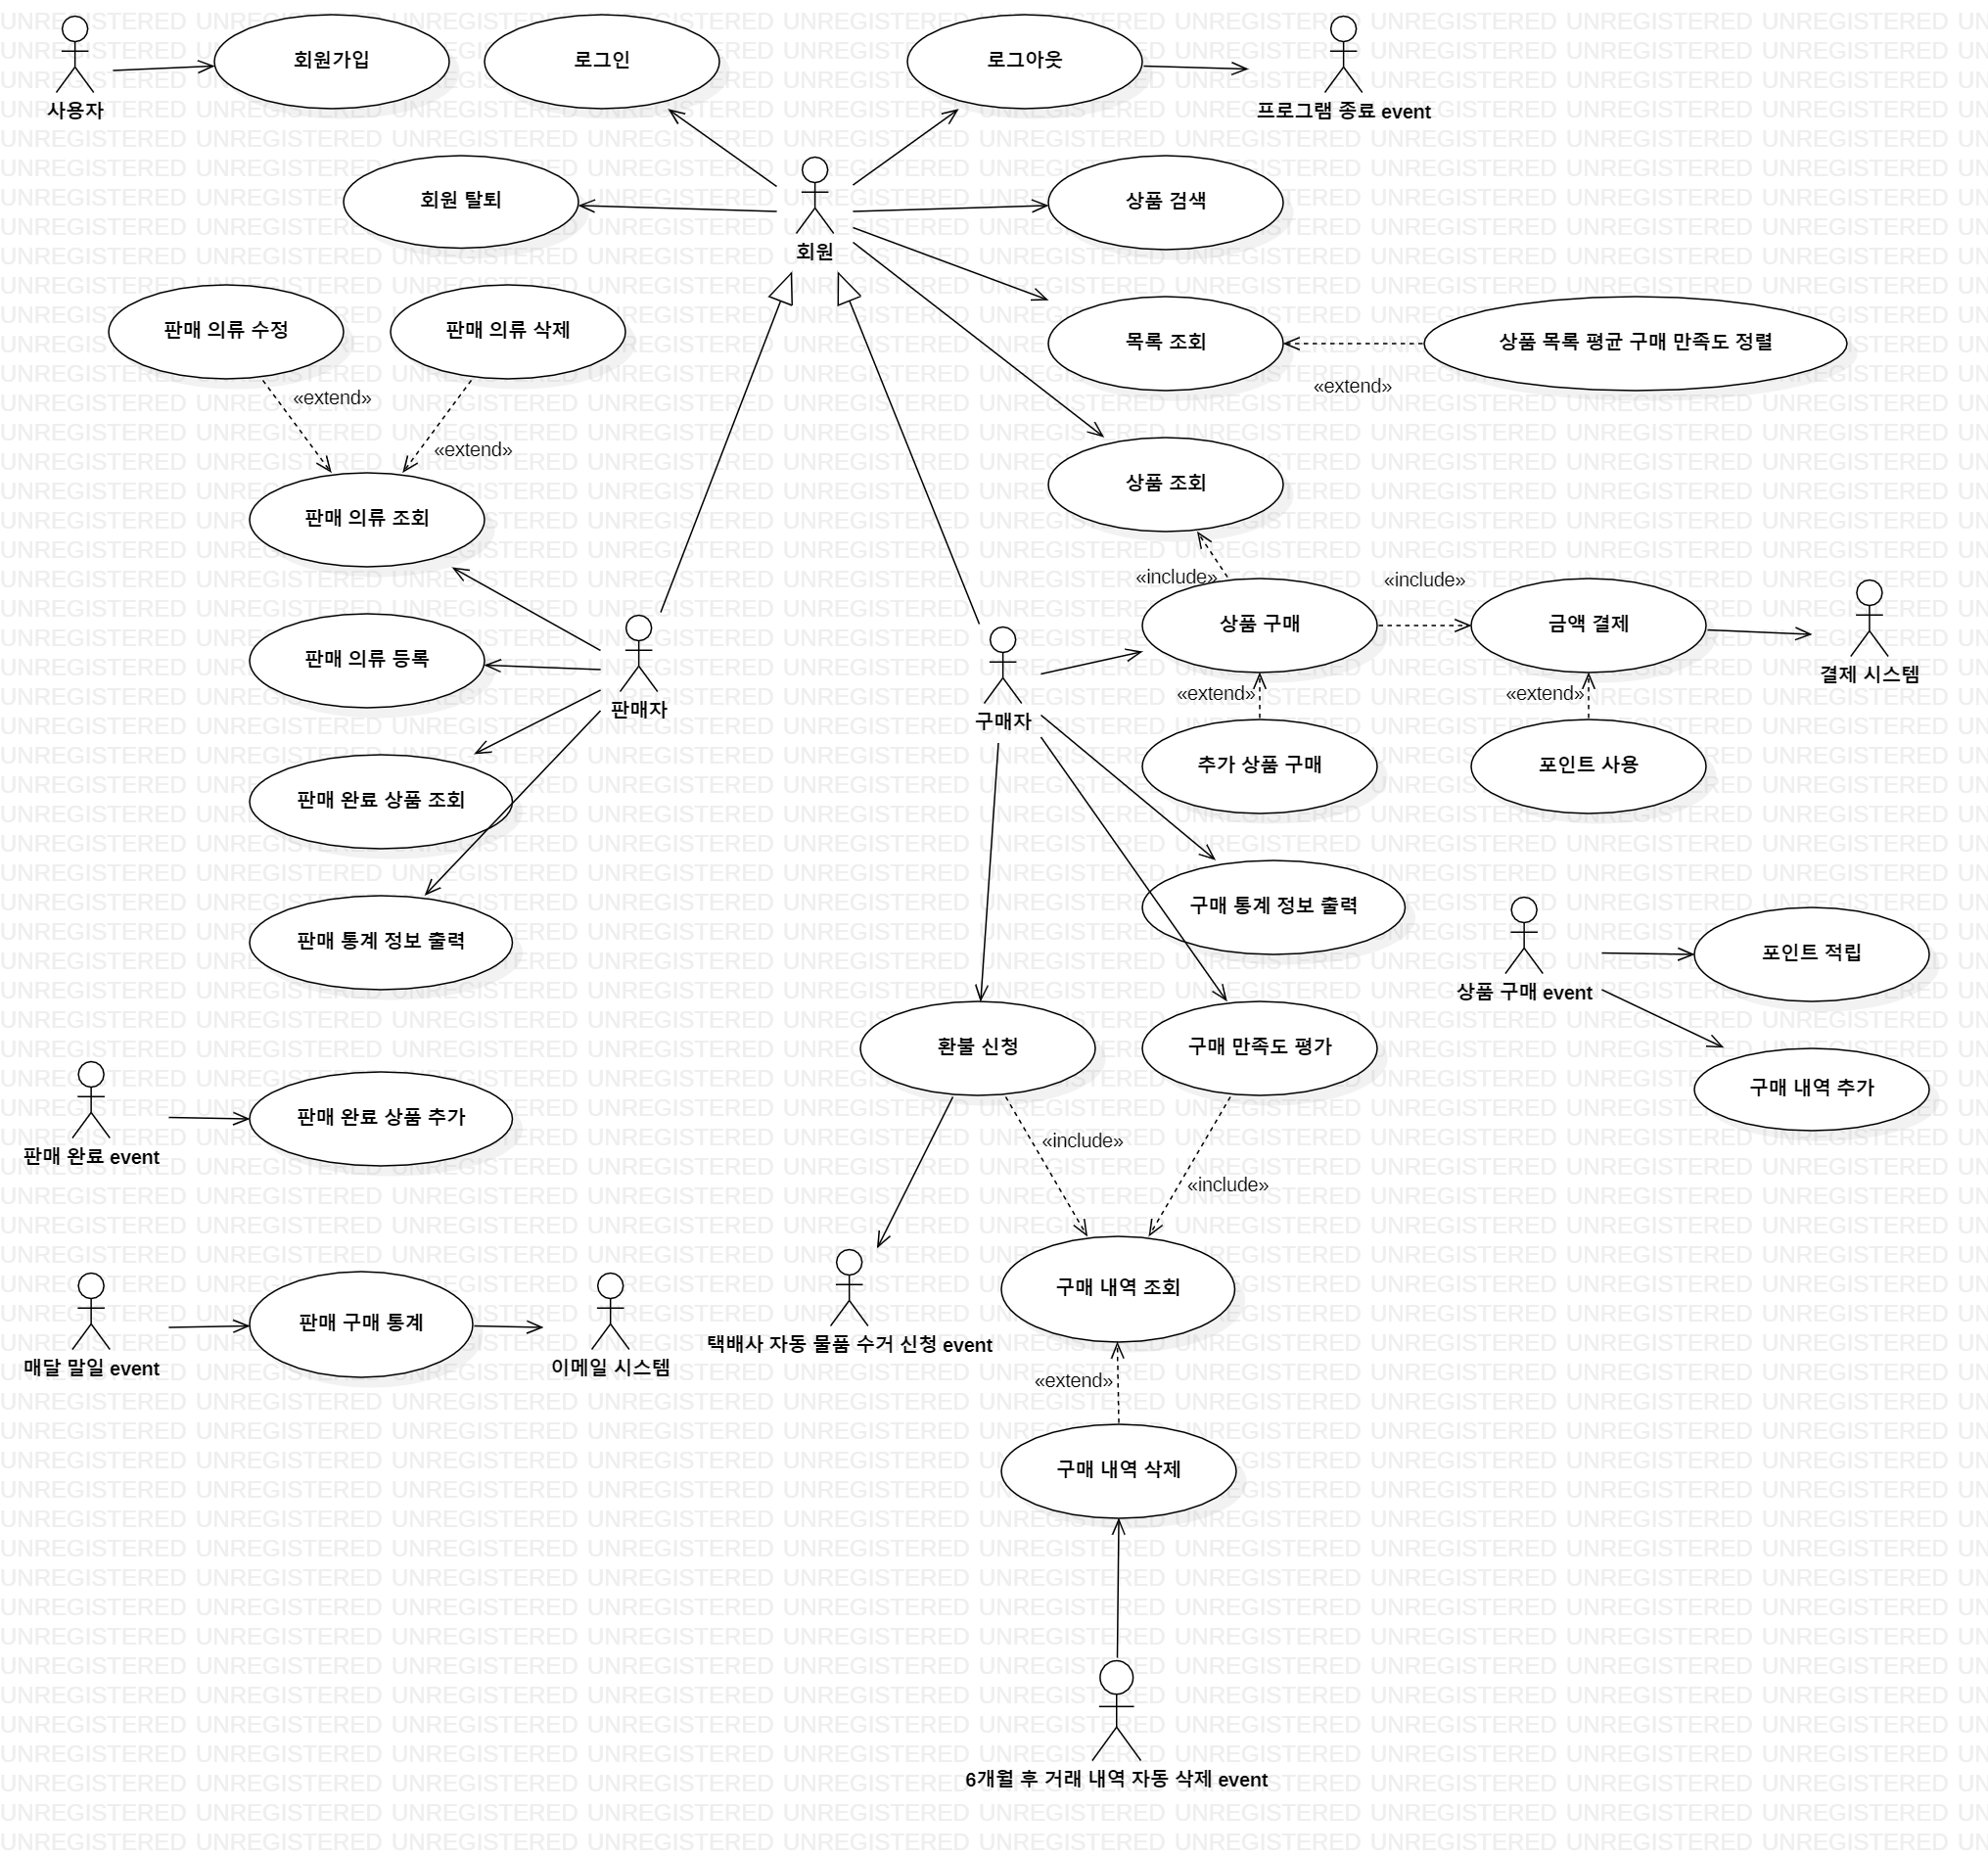 회원가입
로그인
로그아웃
사용자
프로그램 종료 event
회원 탈퇴
상품 검색
회원
판매 의류 수정
판매 의류 삭제
목록 조회
상품 목록 평균 구매 만족도 정렬
«extend»
«extend»
«extend»
상품 조회
판매 의류 조회
«include»
«include»
상품 구매
금액 결제
결제 시스템
판매 의류 등록
판매자
구매자
«extend»
«extend»
추가 상품 구매
포인트 사용
판매 완료 상품 조회
구매 통계 정보 출력
판매 통계 정보 출력
포인트 적립
상품 구매 event
환불 신청
구매 만족도 평가
구매 내역 추가
판매 완료 상품 추가
판매 완료 event
«include»
«include»
구매 내역 조회
판매 구매 통계
택배사 자동 물품 수거 신청 event
매달 말일 event
이메일 시스템
«extend»
구매 내역 삭제
6개월 후 거래 내역 자동 삭제 event
UNREGISTERED